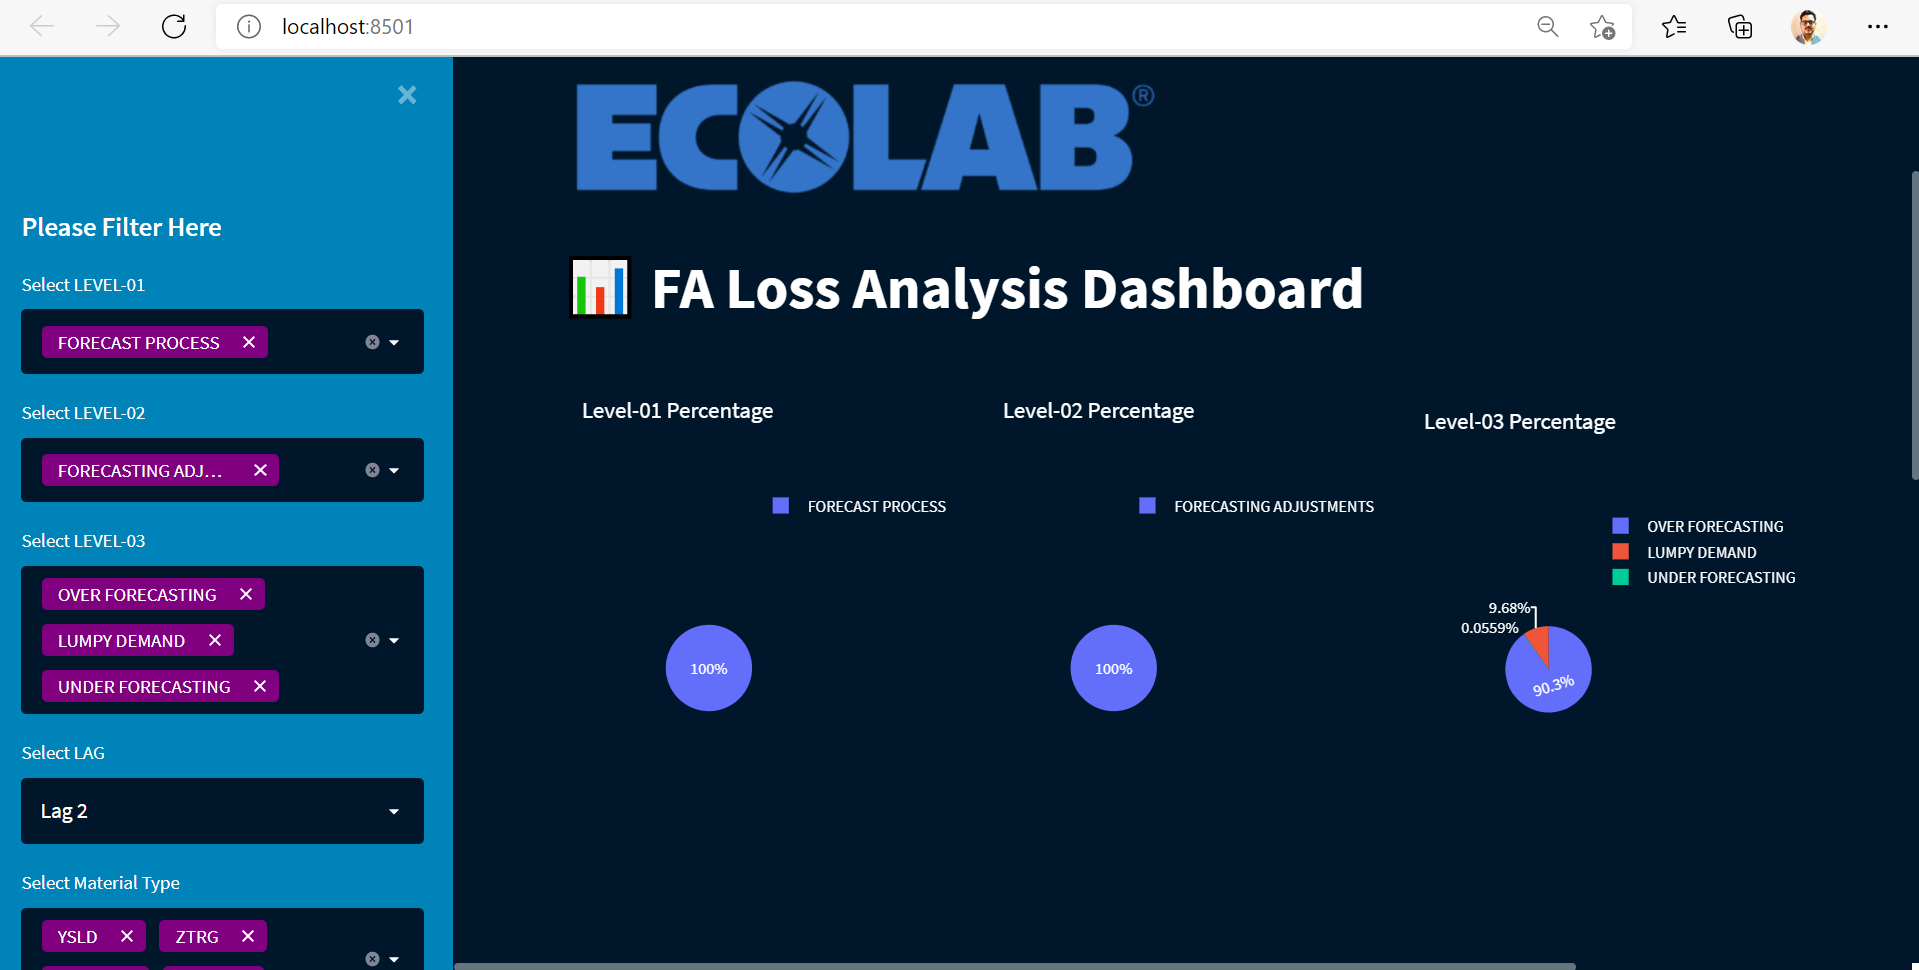 localhost:8501
Please Filter Here
Select LEVEL-01
FORECAST PROCESS
Select LEVEL-02
FORECASTING ADJ...
Select LEVEL-03
OVER FORECASTING
LUMPY DEMAND
UNDER FORECASTING
Select LAG
Lag 2
Select Material Type
YSLD ZTRG
ECOLAB®
FA Loss Analysis Dashboard
Level-01 Percentage
FORECAST PROCESS
100%
Level-02 Percentage
FORECASTING ADJUSTMENTS
100%
Level-03 Percentage
OVER FORECASTING
LUMPY DEMAND
UNDER FORECASTING
9.68%
0.0559%
90.3%